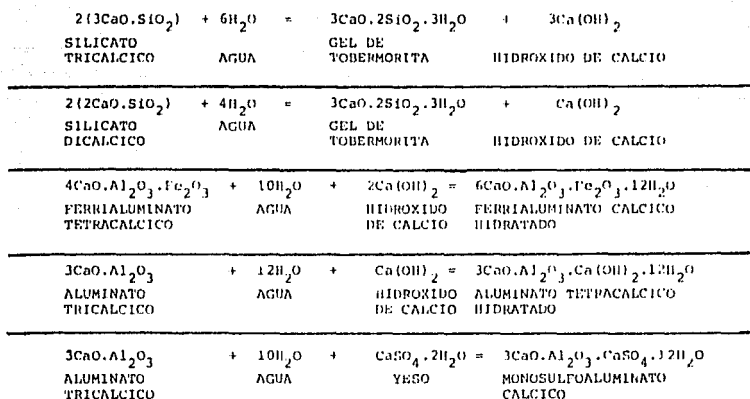 2(3CaO.SiO2) + 6H2O = 3CaO.2SiO2.3H2O + 3Ca(OH)2
SILICATO GEL DE
TRICALCICO AGUA TOBERMORITA HIDROXIDO DE CALCIO
2(2CaO.SiO2) + 4H2O = 3CaO.2SiO2.3H2O + Ca(OH)2
SILICATO AGUA GEL DE
DICALCICO TOBERMORITA HIDROXIDO DE CALCIO
4CaO.Al2O3.Fe2O3 + 10H2O + 2Ca(OH)2 = 6CaO.Al2O3.Fe2O3.12H2O
FERRIALUMINATO AGUA HIDROXIDO FERRIALUMINATO CALCICO
TETRACALCICO DE CALCIO HIDRATADO
3CaO.Al2O3 + 12H2O + Ca(OH)2 = 3CaO.Al2O3.Ca(OH)2.12H2O
ALUMINATO AGUA HIDROXIDO ALUMINATO TETRACALCICO
TRICALCICO DE CALCIO HIDRATADO
3CaO.Al2O3 + 10H2O + CaSO4.2H2O = 3CaO.Al2O3.CaSO4.12H2O
ALUMINATO AGUA YESO MONOSULFOALUMINATO
TRICALCICO CALCICO